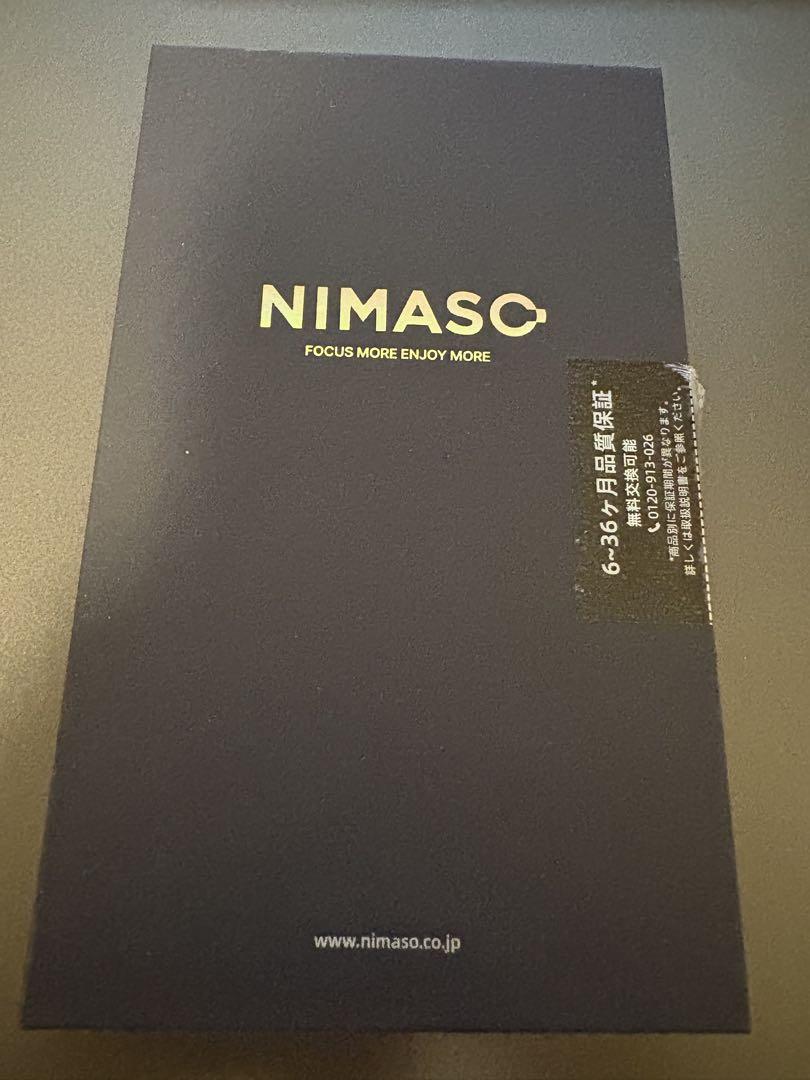 NIMASO
FOCUS MORE ENJOY MORE
6~36ヶ月品質保証*
無料交換可能
0120-913-026
*商品別に保証期間が異なります。
詳しくは取扱説明書をご参照ください。
www.nimaso.co.jp